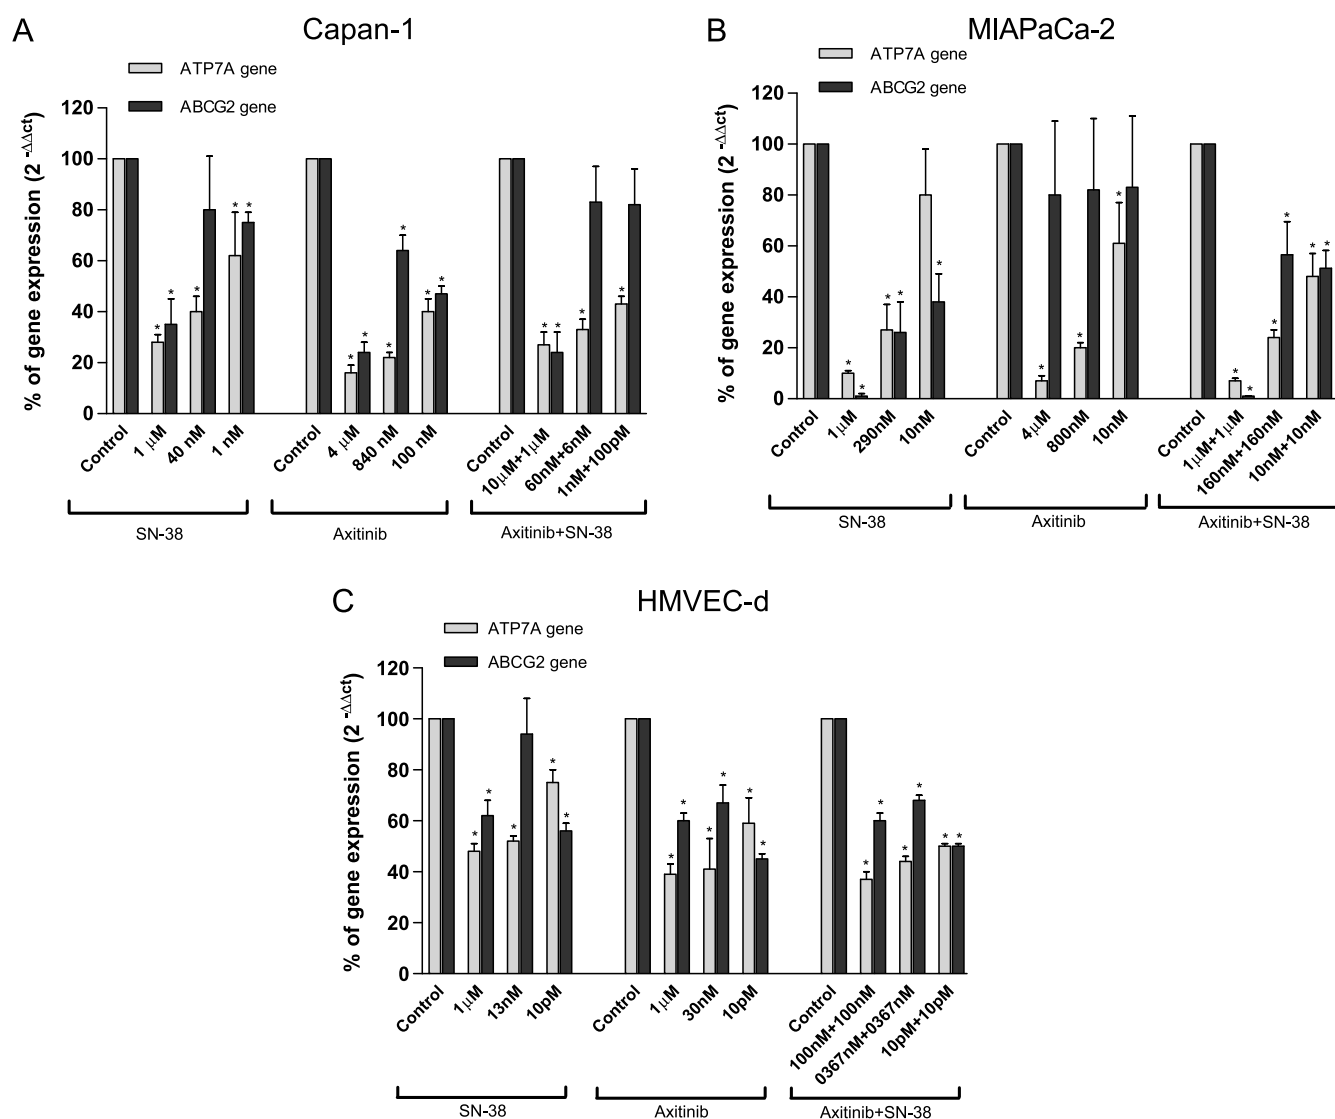 A
Capan-1
ATP7A gene
ABCG2 gene
% of gene expression (2 -ΔΔct)
120
100
80
60
40
20
0
* * * * *
* * * * * *
* * * *
Control
1 μM
40 nM
1 nM
Control
4 μM
840 nM
100 nM
Control
10μM+1μM
60nM+6nM
1nM+100pM
SN-38
Axitinib
Axitinib+SN-38
B
MIAPaCa-2
ATP7A gene
ABCG2 gene
% of gene expression (2 -ΔΔct)
120
100
80
60
40
20
0
* * * * *
* * *
* * * * * *
Control
1μM
290nM
10nM
Control
4μM
800nM
10nM
Control
1μM+1μM
160nM+160nM
10nM+10nM
SN-38
Axitinib
Axitinib+SN-38
C
HMVEC-d
ATP7A gene
ABCG2 gene
% of gene expression (2 -ΔΔct)
120
100
80
60
40
20
0
* * * * *
* * * * * *
* * * * * *
Control
1μM
13nM
10pM
Control
1μM
30nM
10pM
Control
100nM+100nM
0367nM+0367nM
10pM+10pM
SN-38
Axitinib
Axitinib+SN-38